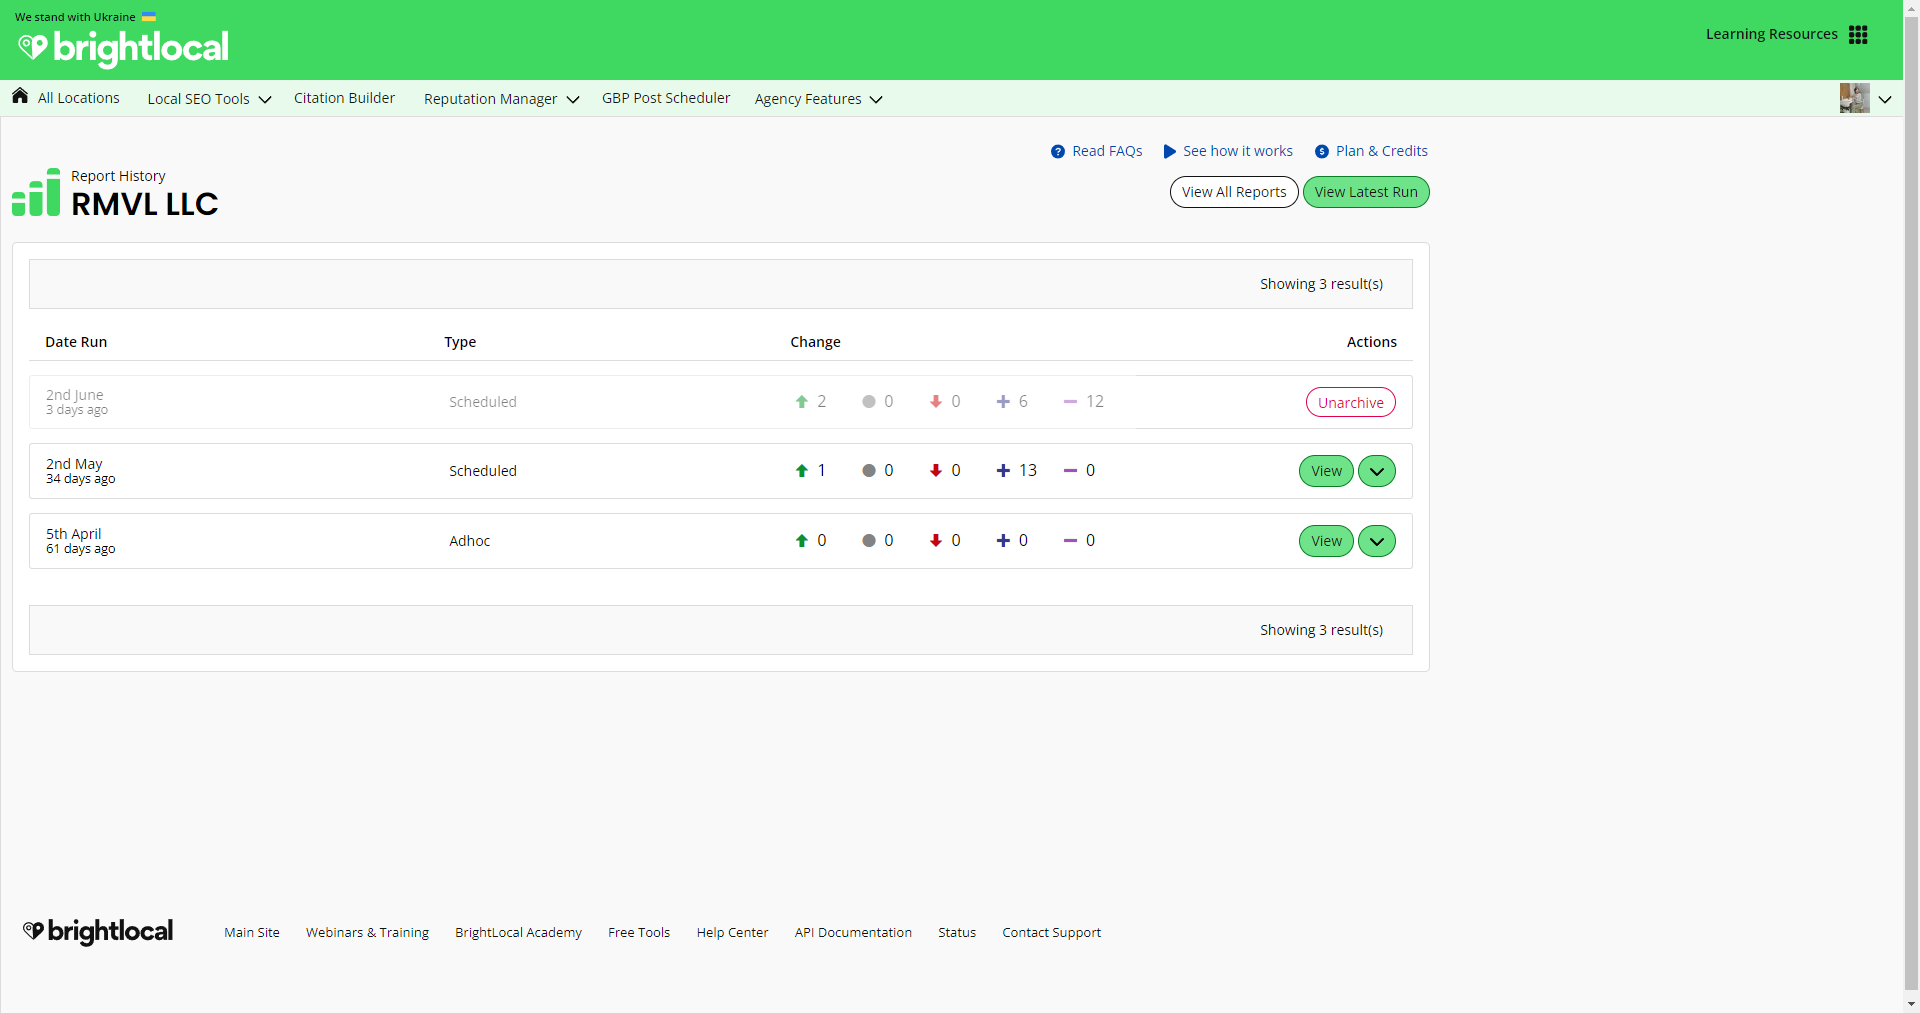 We stand with Ukraine
brightlocal
Learning Resources
All Locations
Local SEO Tools
Citation Builder
Reputation Manager
GBP Post Scheduler
Agency Features
Read FAQs
See how it works
Plan & Credits
Report History
RMVL LLC
View All Reports
View Latest Run
Showing 3 result(s)
Date Run Type Change Actions
2nd June
3 days ago
Scheduled 2 0 0 6 12 Unarchive
2nd May
34 days ago
Scheduled 1 0 0 13 0 View
5th April
61 days ago
Adhoc 0 0 0 0 0 View
Showing 3 result(s)
brightlocal
Main Site
Webinars & Training
BrightLocal Academy
Free Tools
Help Center
API Documentation
Status
Contact Support